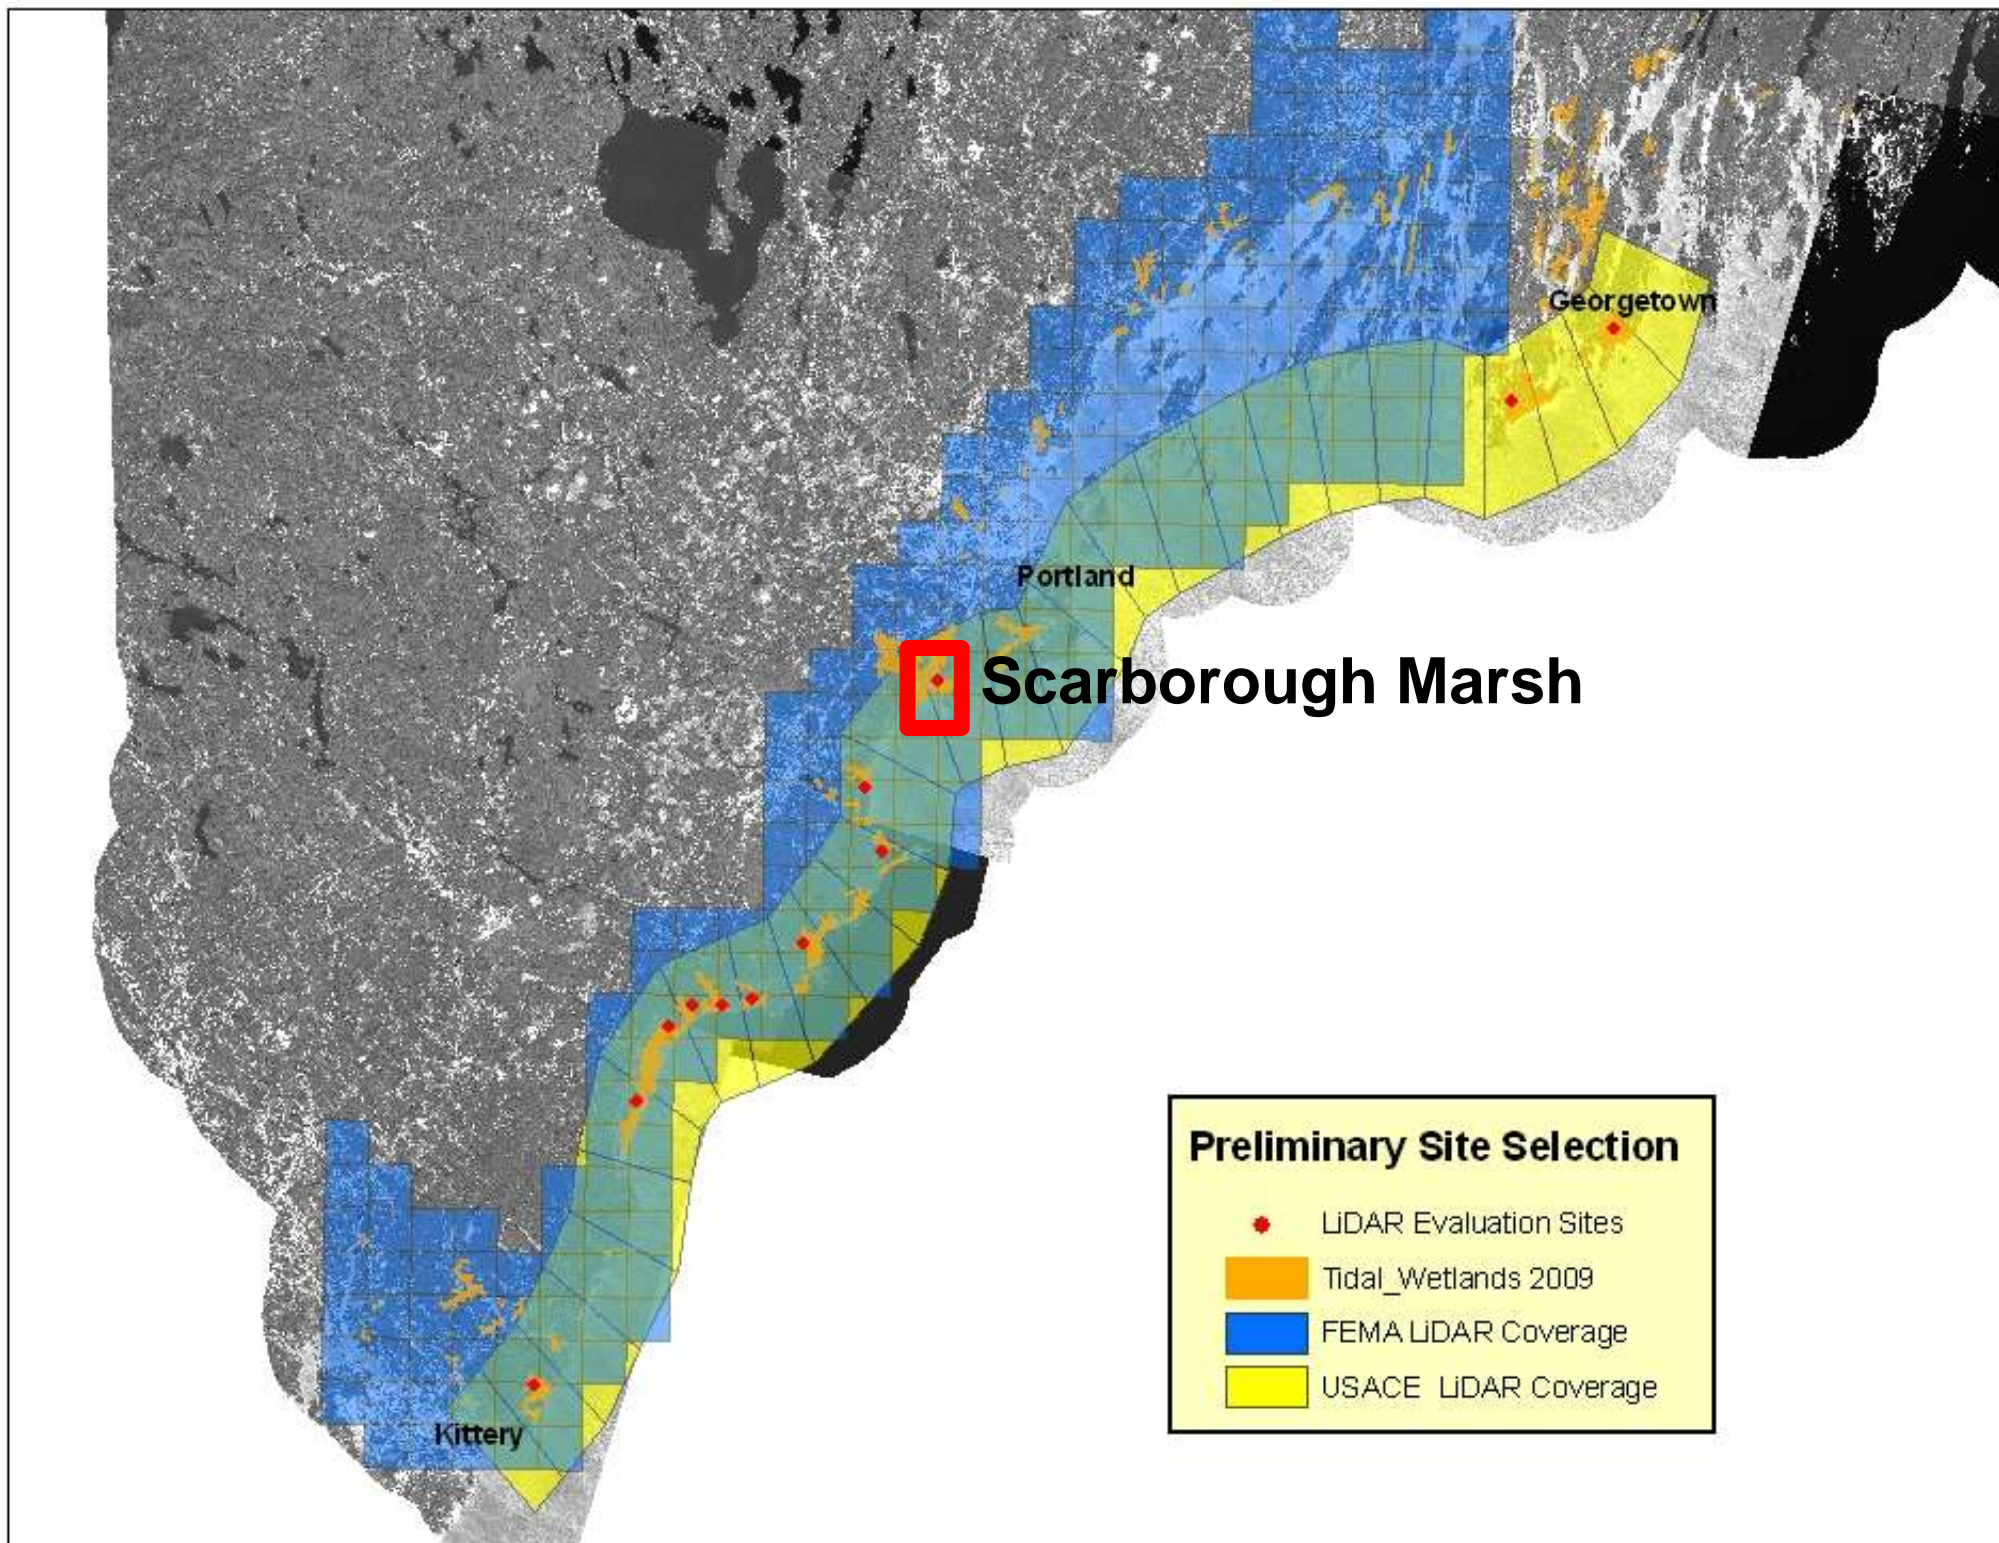 Georgetown
Portland
Scarborough Marsh
Kittery
Preliminary Site Selection
LiDAR Evaluation Sites
Tidal_Wetlands 2009
FEMA LiDAR Coverage
USACE LiDAR Coverage